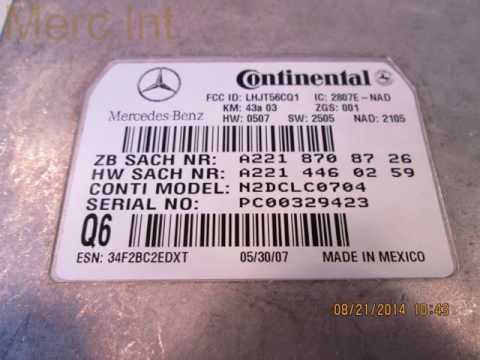 Merc Int
Continental
Mercedes-Benz
FCC ID: LHJT56CQ1 IC: 2807E-NAD
KM: 43a 03 ZGS: 001
HW: 0507 SW: 2505 NAD: 2105
ZB SACH NR: A221 870 87 26
HW SACH NR: A221 446 02 59
CONTI MODEL: N2DCLC0704
SERIAL NO: PC00329423
Q6
ESN: 34F2BC2EDXT 05/30/07 MADE IN MEXICO
08/21/2014 10:43